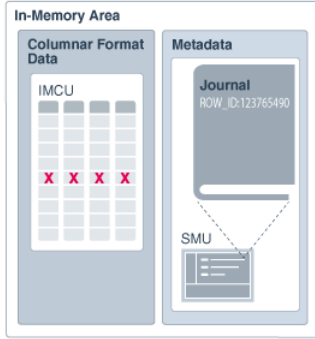 In-Memory Area
Columnar Format
Data
IMCU
X X X X
Metadata
Journal
ROW_ID:123765490
SMU